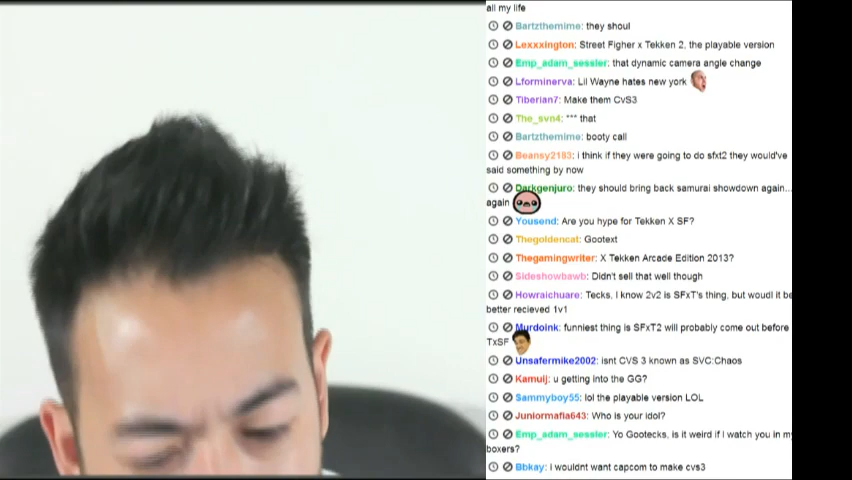 all my life
Bartzthemime: they shoul
Lexxxington: Street Figher x Tekken 2, the playable version
Emp_adam_sessler: that dynamic camera angle change
Lforminerva: Lil Wayne hates new york
Tiberian7: Make them CvS3
The_svn4: *** that
Bartzthemime: booty call
Beansy2183: i think if they were going to do sfxt2 they would've
said something by now
Darkgenjuro: they should bring back samurai showdown again...
again
Yousend: Are you hype for Tekken X SF?
Thegoldencat: Gootext
Thegamingwriter: X Tekken Arcade Edition 2013?
Sideshowbawb: Didn't sell that well though
Howraichuare: Tecks, I know 2v2 is SFxT's thing, but woudl it be
better recieved 1v1
Murdoink: funniest thing is SFxT2 will probably come out before
TxSF
Unsafermike2002: isnt CVS 3 known as SVC:Chaos
Kamuij: u getting into the GG?
Sammyboy55: lol the playable version LOL
Juniormafia643: Who is your idol?
Emp_adam_sessler: Yo Gootecks, is it weird if I watch you in my
boxers?
Bbkay: i wouldnt want capcom to make cvs3